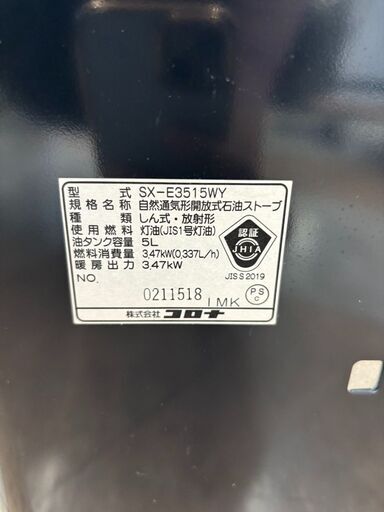 型式 SX-E3515WY
規格名称 自然通気形開放式石油ストーブ
種類 しん式・放射形
使用燃料 灯油(JIS1号灯油)
油タンク容量 5L
燃料消費量 3.47kW(0.337L/h)
暖房出力 3.47kW
NO. 0211518 IMK
認証
JHIA
JIS S 2019
PS
C
株式会社 コロナ